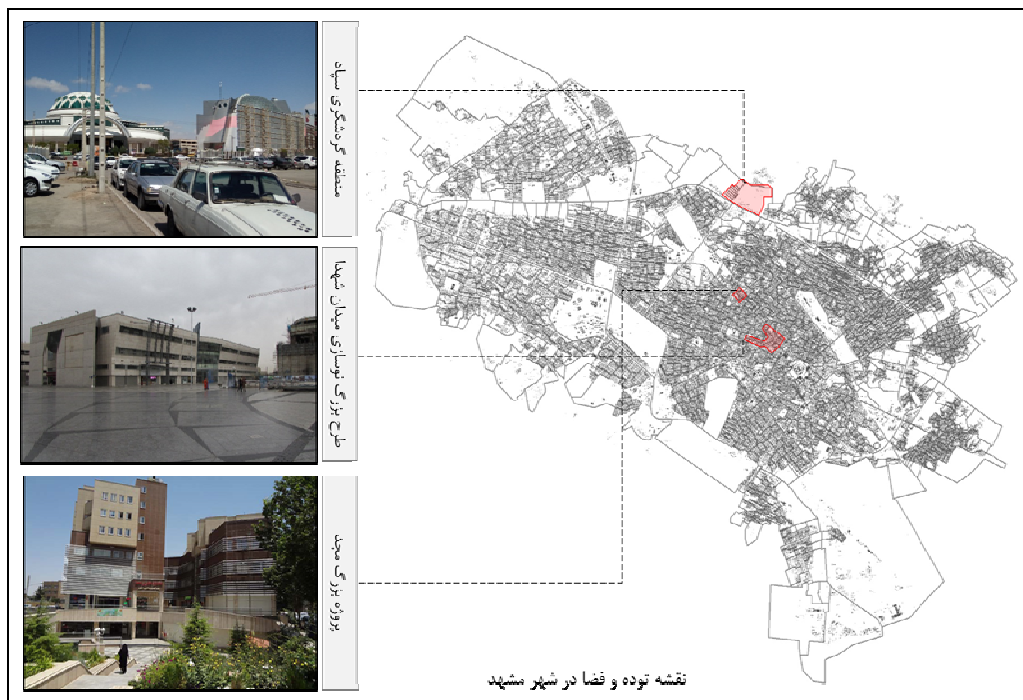 منطقه گردشگری سپاد
طرح بزرگ نوسازی میدان شهدا
پروژه بزرگ مجد
نقشه توده و فضا در شهر مشهد